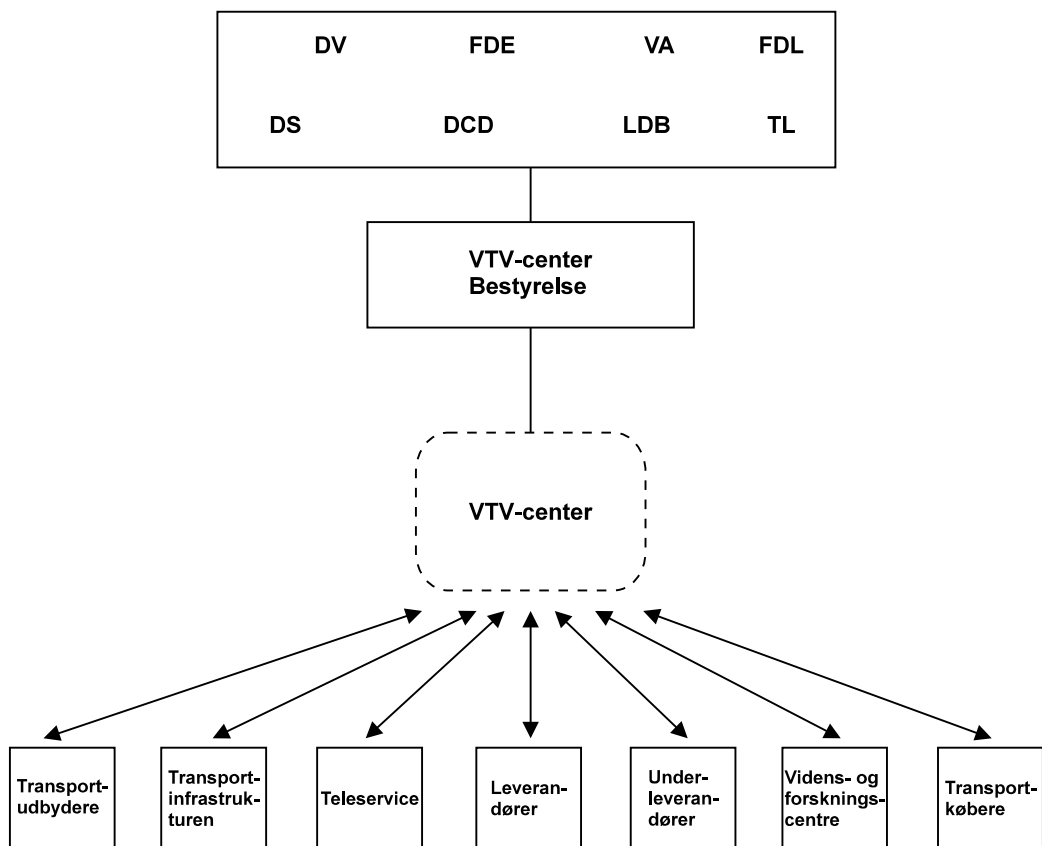 DV FDE VA FDL
DS DCD LDB TL
VTV-center
Bestyrelse
VTV-center
Transport-
udbydere
Transport-
infrastruk-
turen
Teleservice
Leveran-
dører
Under-
leveran-
dører
Videns- og
forsknings-
centre
Transport-
købere